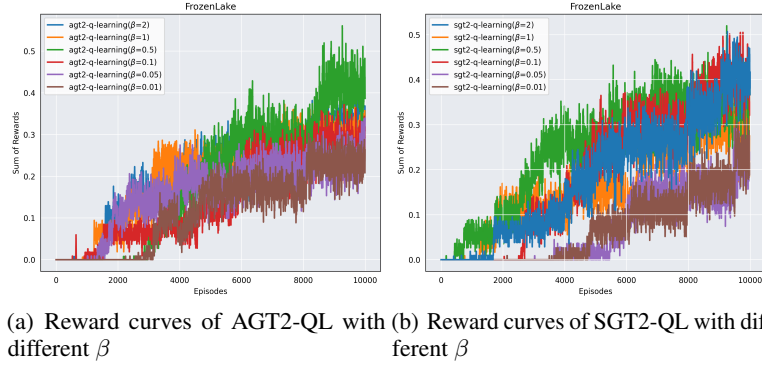 FrozenLake
agt2-q-learning(β=2)
agt2-q-learning(β=1)
agt2-q-learning(β=0.5)
agt2-q-learning(β=0.1)
agt2-q-learning(β=0.05)
agt2-q-learning(β=0.01)
Sum of Rewards
0.5
0.4
0.3
0.2
0.1
0.0
0 2000 4000 6000 8000 10000
Episodes
(a) Reward curves of AGT2-QL with
different β
FrozenLake
sgt2-q-learning(β=2)
sgt2-q-learning(β=1)
sgt2-q-learning(β=0.5)
sgt2-q-learning(β=0.1)
sgt2-q-learning(β=0.05)
sgt2-q-learning(β=0.01)
Sum of Rewards
0.5
0.4
0.3
0.2
0.1
0.0
0 2000 4000 6000 8000 10000
Episodes
(b) Reward curves of SGT2-QL with dif
ferent β